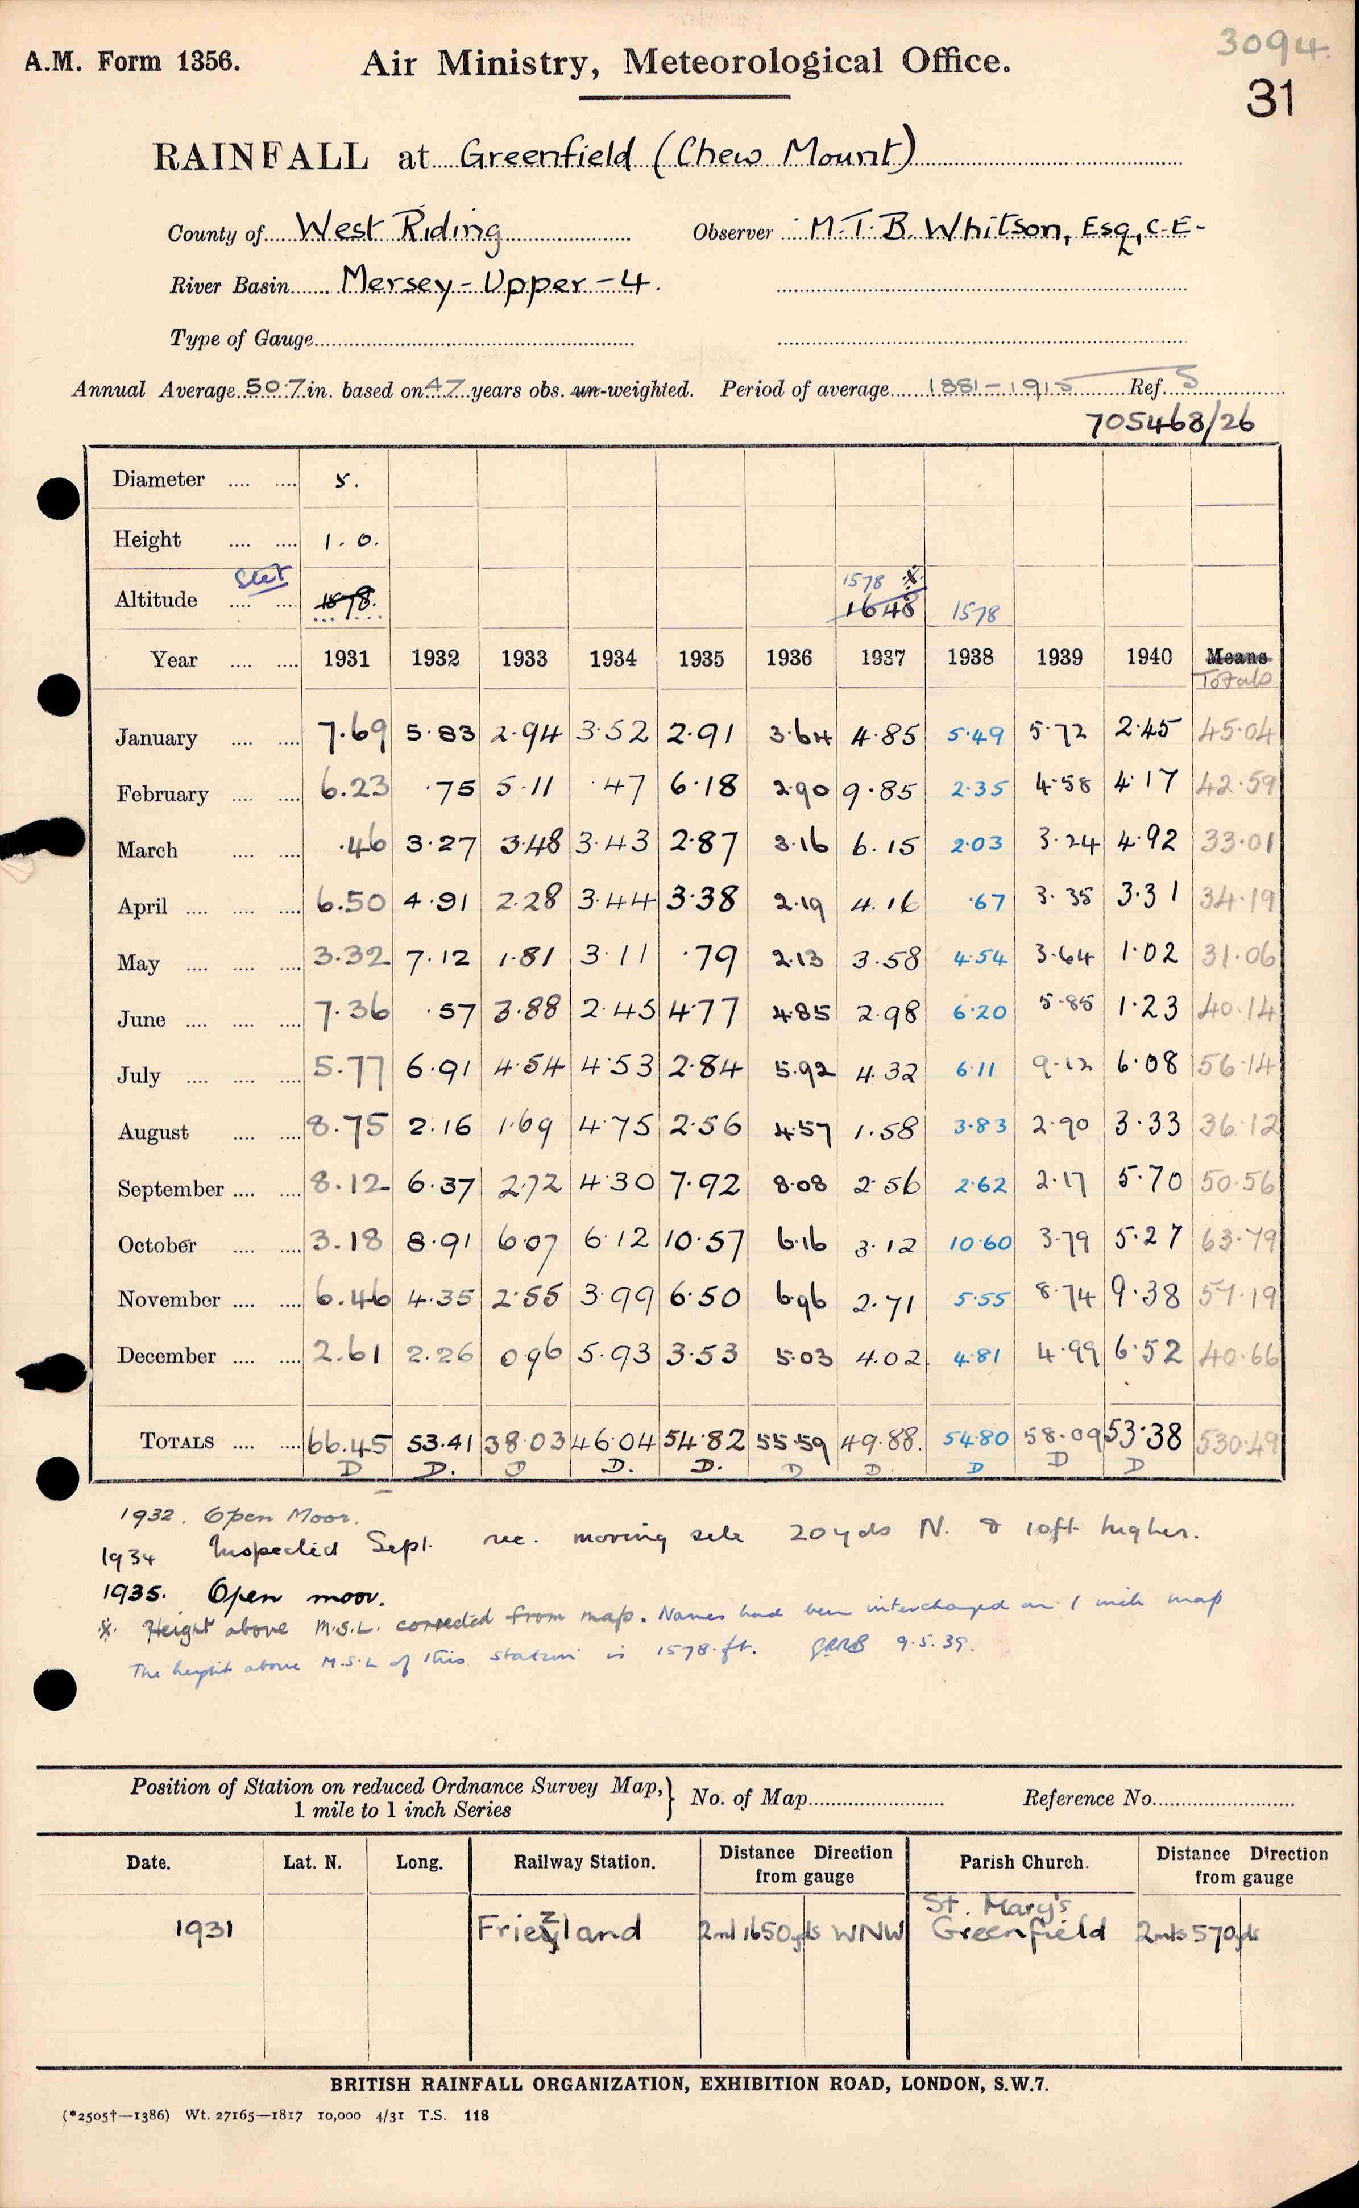 3094.
A.M. Form 1356.
Air Ministry, Meteorological Office.
31
RAINFALL at Greenfield (Chew Mount)
County of West Riding Observer M.T.B. Whitson, Esq, C.E-
River Basin Mersey - Upper - 4.
Type of Gauge
Annual Average 50.7 in. based on 47 years obs. un-weighted. Period of average 1881-1915 Ref. S
705468/26
Diameter 5.
Height 1. 0.
1578 *
Altitude 1578. 1648 1578
Year 1931 1932 1933 1934 1935 1936 1937 1938 1939 1940 Means
Totals
January 7.69 5.83 2.94 3.52 2.91 3.64 4.85 5.49 5.72 2.45 45.04
February 6.23 .75 5.11 .47 6.18 2.90 9.85 2.35 4.58 4.17 42.59
March .46 3.27 3.48 3.43 2.87 3.16 6.15 2.03 3.24 4.92 33.01
April 6.50 4.91 2.28 3.44 3.38 2.19 4.16 .67 3.35 3.31 34.19
May 3.32 7.12 1.81 3.11 .79 2.13 3.58 4.54 3.64 1.02 31.06
June 7.36 .57 3.88 2.45 4.77 4.85 2.98 6.20 5.85 1.23 40.14
July 5.77 6.91 4.54 4.53 2.84 5.92 4.32 6.11 9.12 6.08 56.14
August 8.75 2.16 1.69 4.75 2.56 4.57 1.58 3.83 2.90 3.33 36.12
September 8.12 6.37 2.72 4.30 7.92 8.08 2.56 2.62 2.17 5.70 50.56
October 3.18 8.91 6.07 6.12 10.57 6.16 3.12 10.60 3.79 5.27 63.79
November 6.46 4.35 2.55 3.99 6.50 6.96 2.71 5.55 8.74 9.38 57.19
December 2.61 2.26 0.96 5.93 3.53 5.03 4.02 4.81 4.99 6.52 40.66
TOTALS 66.45 53.41 38.03 46.04 54.82 55.59 49.88. 54.80 58.09 53.38 530.49
D D. D D. D. D D D D D
1932. Open Moor.
1934 Inspected Sept. rec. moving site 20 yds N. & 10ft. higher.
1935. Open moor.
* Height above M.S.L. corrected from map. Names had been interchanged on 1 inch map
The height above M.S.L of this station is 1578 ft. 9.5.39.
Position of Station on reduced Ordnance Survey Map,
1 mile to 1 inch Series
No. of Map Reference No.
Date. Lat. N. Long. Railway Station. Distance Direction from gauge Parish Church. Distance Direction from gauge
St. Mary's
1931 Friezland 2ml 1650yds WNW Greenfield 2mls 570yds
BRITISH RAINFALL ORGANIZATION, EXHIBITION ROAD, LONDON, S.W.7.
(*2505†—1386) Wt. 27165—1817 10,000 4/31 T.S. 118